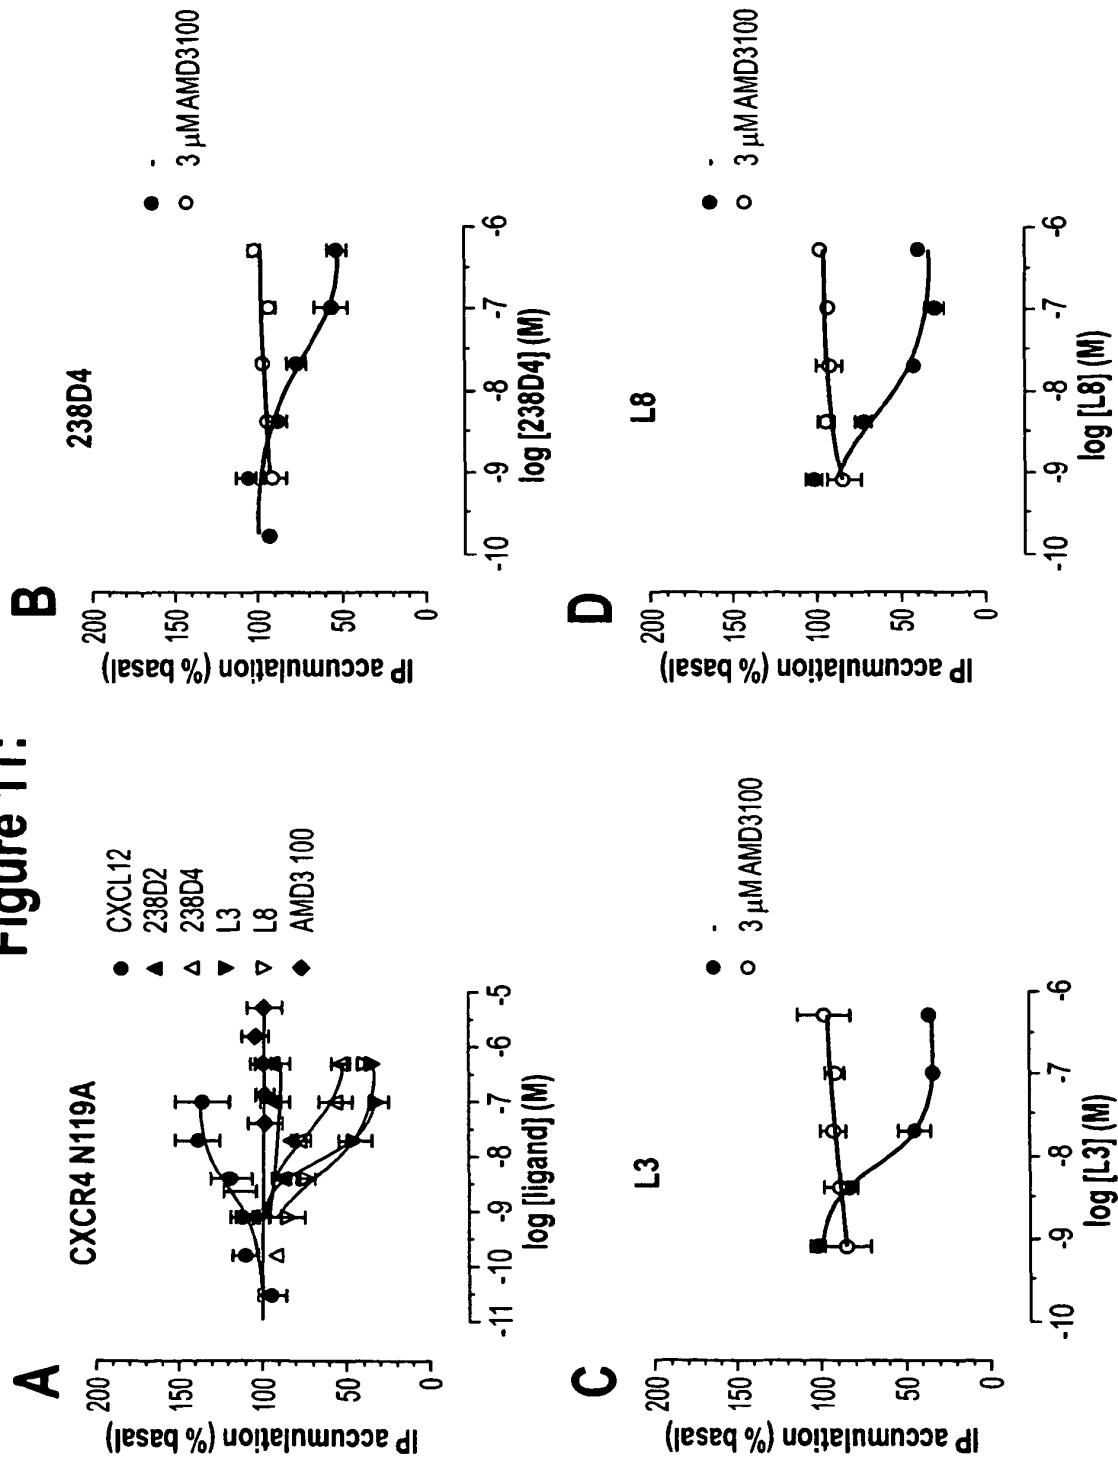 Figure 11:
A
CXCR4 N119A
IP accumulation (% basal)
200
150
100
50
0
-11
-10
-9
-8
-7
-6
-5
log [ligand] (M)
CXCL12
238D2
238D4
L3
L8
AMD3 100
B
238D4
IP accumulation (% basal)
200
150
100
50
0
-10
-9
-8
-7
-6
log [238D4] (M)
-
3 μM AMD3100
C
L3
IP accumulation (% basal)
200
150
100
50
0
-10
-9
-8
-7
-6
log [L3] (M)
-
3 μM AMD3100
D
L8
IP accumulation (% basal)
200
150
100
50
0
-10
-9
-8
-7
-6
log [L8] (M)
-
3 μM AMD3100